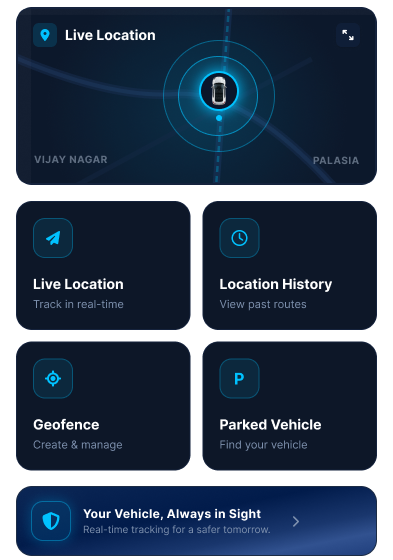 Live Location
VIJAY NAGAR
PALASIA
Live Location
Track in real-time
Location History
View past routes
Geofence
Create & manage
P
Parked Vehicle
Find your vehicle
Your Vehicle, Always in Sight
Real-time tracking for a safer tomorrow.